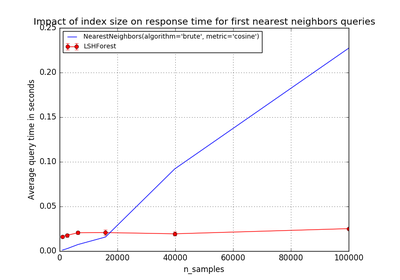 Impact of index size on response time for first nearest neighbors queries
NearestNeighbors(algorithm='brute', metric='cosine')
LSHForest
Average query time in seconds
0.25
0.20
0.15
0.10
0.05
0.00
0
20000
40000
60000
80000
100000
n_samples